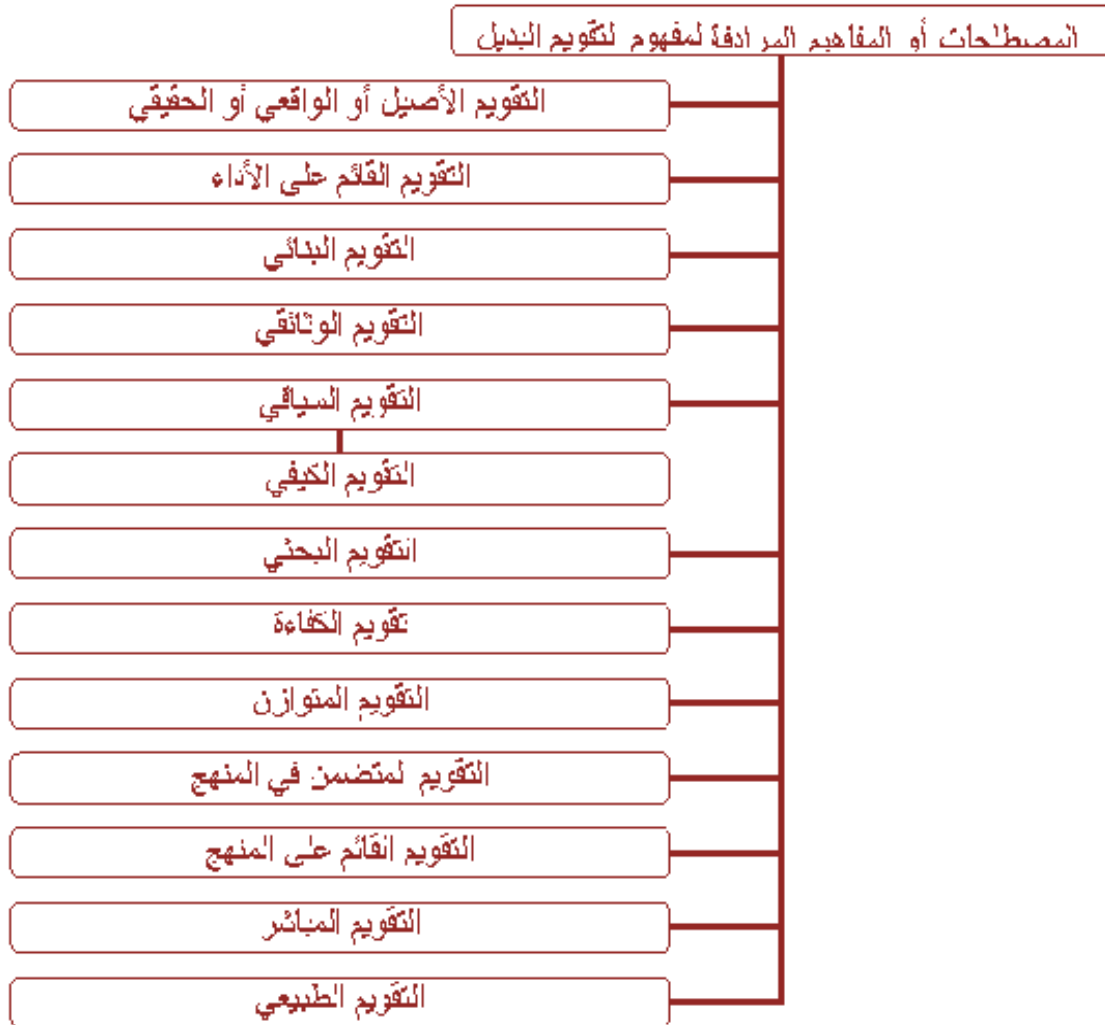 المصطلحات أو المفاهيم المرادفة لمفهوم لتقويم البديل
التقويم الأصيل أو الواقعي أو الحقيقي
التقويم القائم على الأداء
التقويم البنائي
التقويم الوثائقي
التقويم السياقي
التقويم الكيفي
التقويم البحثي
تقويم الكفاءة
التقويم المتوازن
التقويم لمتضمن في المنهج
التقويم القائم على المنهج
التقويم المباشر
التقويم الطبيعي